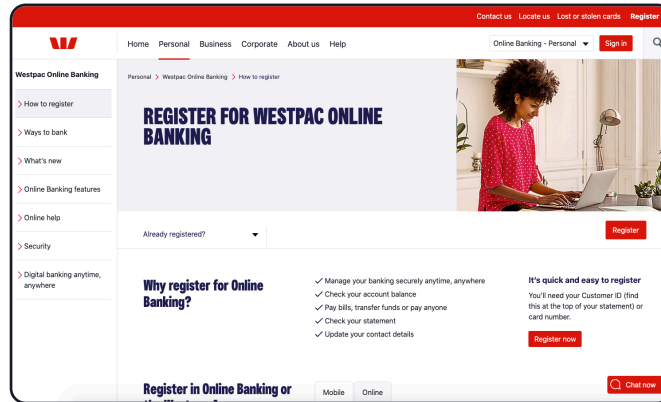 Contact us Locate us Lost or stolen cards Register
Home Personal Business Corporate About us Help
Online Banking - Personal
Sign in
Westpac Online Banking
How to register
Ways to bank
What's new
Online Banking features
Online help
Security
Digital banking anytime,
anywhere
Personal > Westpac Online Banking > How to register
REGISTER FOR WESTPAC ONLINE
BANKING
Already registered?
Register
Why register for Online
Banking?
✓ Manage your banking securely anytime, anywhere
✓ Check your account balance
✓ Pay bills, transfer funds or pay anyone
✓ Check your statement
✓ Update your contact details
It's quick and easy to register
You'll need your Customer ID (find
this at the top of your statement) or
card number.
Register now
Register in Online Banking or
Mobile Online
Chat now